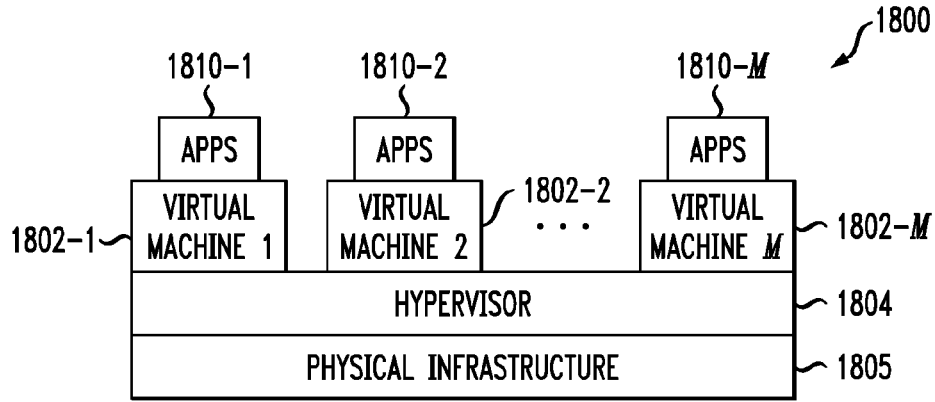 1800
1810-1
1810-2
1810-M
APPS
APPS
APPS
1802-1
VIRTUAL
MACHINE 1
VIRTUAL
MACHINE 2
1802-2
...
VIRTUAL
MACHINE M
1802-M
HYPERVISOR
1804
PHYSICAL INFRASTRUCTURE
1805